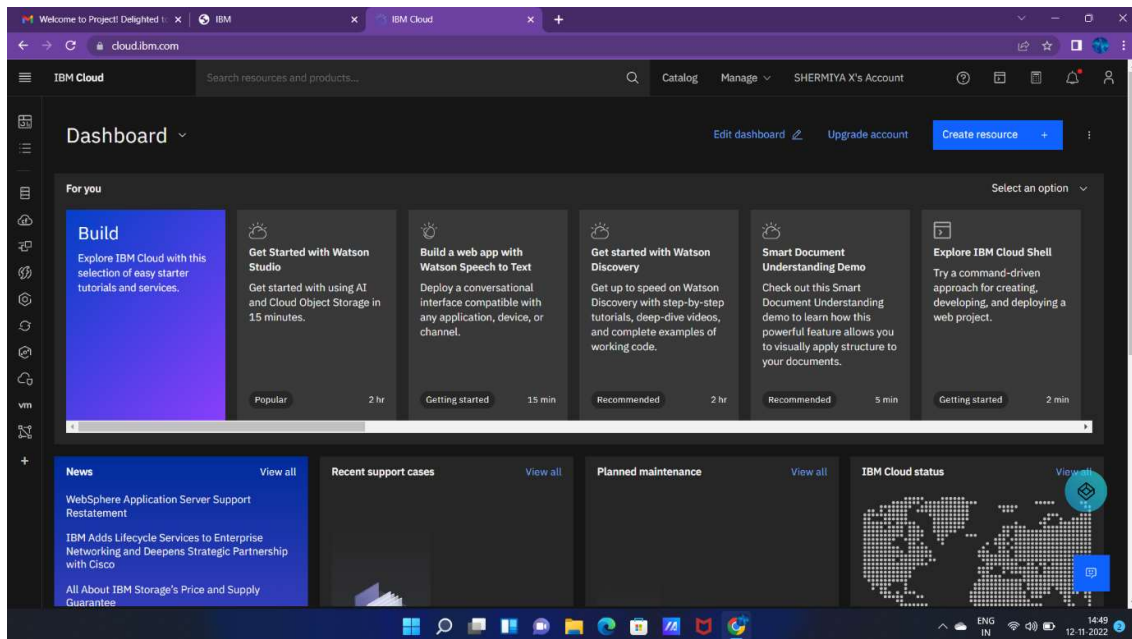 Welcome to Project! Delighted to
IBM
IBM Cloud
cloud.ibm.com
IBM Cloud
Search resources and products...
Catalog
Manage
SHERMIYA X's Account
Dashboard
Edit dashboard
Upgrade account
Create resource +
For you
Select an option
Build
Explore IBM Cloud with this
selection of easy starter
tutorials and services.
Get Started with Watson
Studio
Get started with using AI
and Cloud Object Storage in
15 minutes.
Popular
2 hr
Build a web app with
Watson Speech to Text
Deploy a conversational
interface compatible with
any application, device, or
channel.
Getting started
15 min
Get started with Watson
Discovery
Get up to speed on Watson
Discovery with step-by-step
tutorials, deep-dive videos,
and complete examples of
working code.
Recommended
2 hr
Smart Document
Understanding Demo
Check out this Smart
Document Understanding
demo to learn how this
powerful feature allows you
to visually apply structure to
your documents.
Recommended
5 min
Explore IBM Cloud Shell
Try a command-driven
approach for creating,
developing, and deploying a
web project.
Getting started
2 min
vm
News
View all
WebSphere Application Server Support
Restatement
IBM Adds Lifecycle Services to Enterprise
Networking and Deepens Strategic Partnership
with Cisco
All About IBM Storage's Price and Supply
Guarantee
Recent support cases
View all
Planned maintenance
View all
IBM Cloud status
View all
ENG
IN
14:49
12-11-2022
2